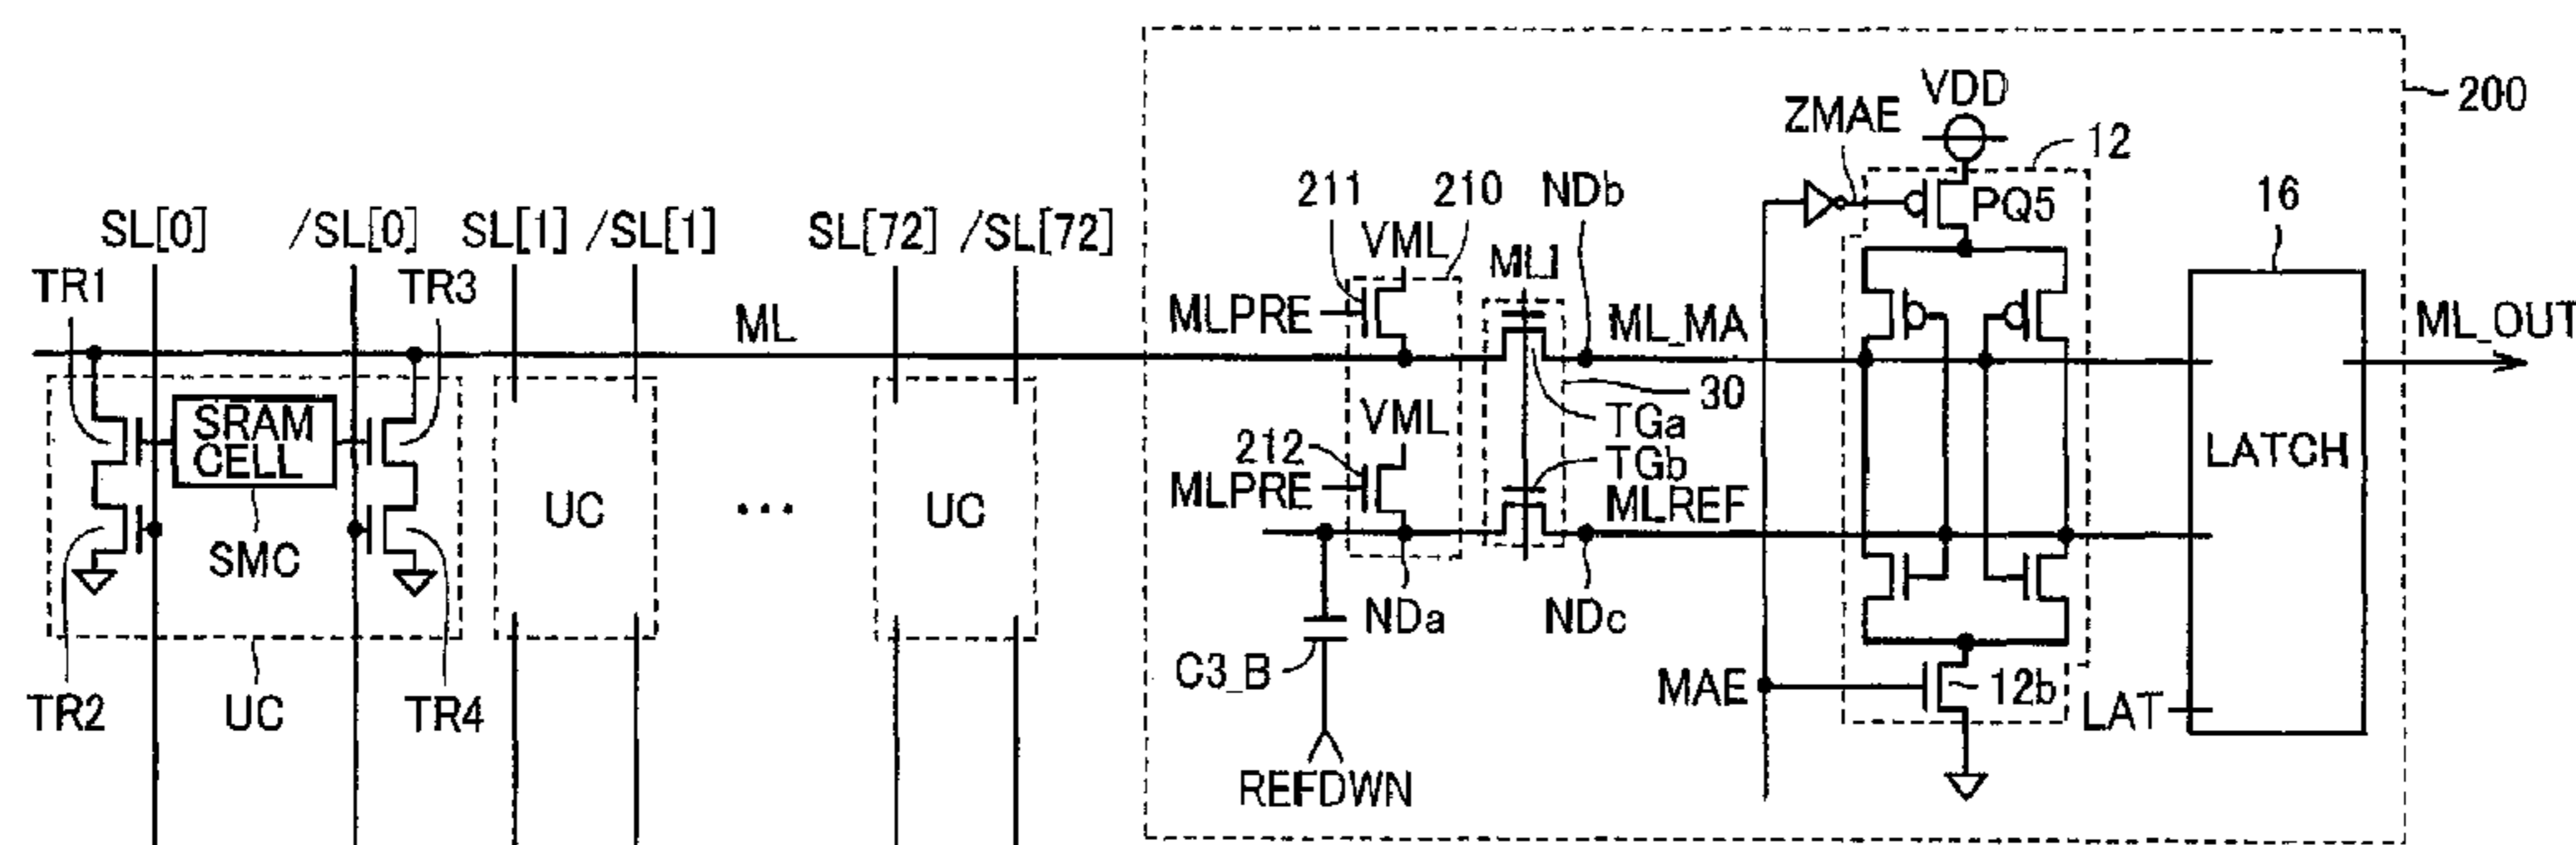 200
VDD
ZMAE
12
211
210
NDb
PQ5
16
SL[0]
/SL[0]
SL[1]
/SL[1]
SL[72]
/SL[72]
VML
MLI
TR1
TR3
ML
MLPRE
ML_MA
ML_OUT
30
SRAM
CELL
VML
TGa
212
TGb
LATCH
MLPRE
MLREF
UC
...
UC
SMC
NDa
NDc
C3_B
MAE
12b
LAT
TR2
UC
TR4
REFDWN